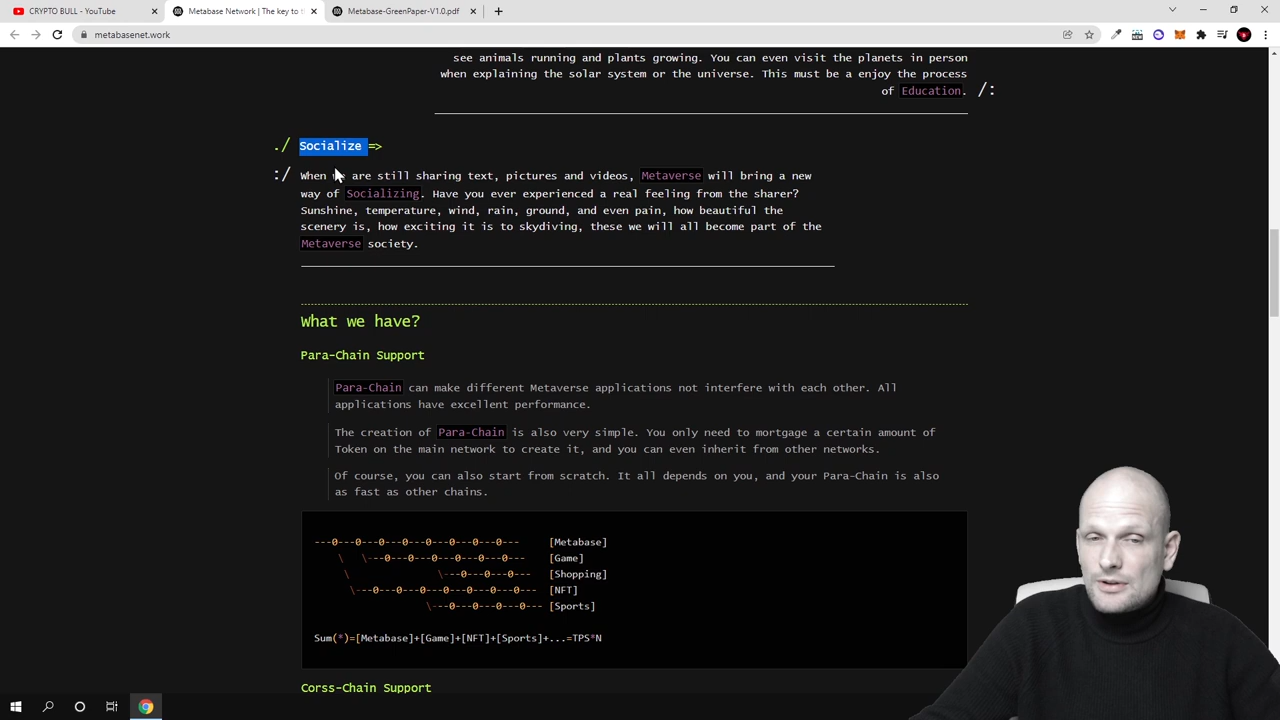 CRYPTO BULL - YouTube
Metabase Network | The key to t
Metabase-GreenPaper-V1.0.pdf
metabasenet.work
see animals running and plants growing. You can even visit the planets in person
when explaining the solar system or the universe. This must be a enjoy the process
of Education. /:
./ Socialize =>
:/ When we are still sharing text, pictures and videos, Metaverse will bring a new
way of Socializing. Have you ever experienced a real feeling from the sharer?
Sunshine, temperature, wind, rain, ground, and even pain, how beautiful the
scenery is, how exciting it is to skydiving, these we will all become part of the
Metaverse society.
What we have?
Para-Chain Support
Para-Chain can make different Metaverse applications not interfere with each other. All
applications have excellent performance.
The creation of Para-Chain is also very simple. You only need to mortgage a certain amount of
Token on the main network to create it, and you can even inherit from other networks.
Of course, you can also start from scratch. It all depends on you, and your Para-Chain is also
as fast as other chains.
---0---0---0---0---0---0---0---0--- [Metabase]
\ \---0---0---0---0---0---0--- [Game]
\ \---0---0---0--- [Shopping]
\---0---0---0---0---0---0---0--- [NFT]
\---0---0---0---0--- [Sports]
Sum(*)=[Metabase]+[Game]+[NFT]+[Sports]+...=TPS*N
Corss-Chain Support